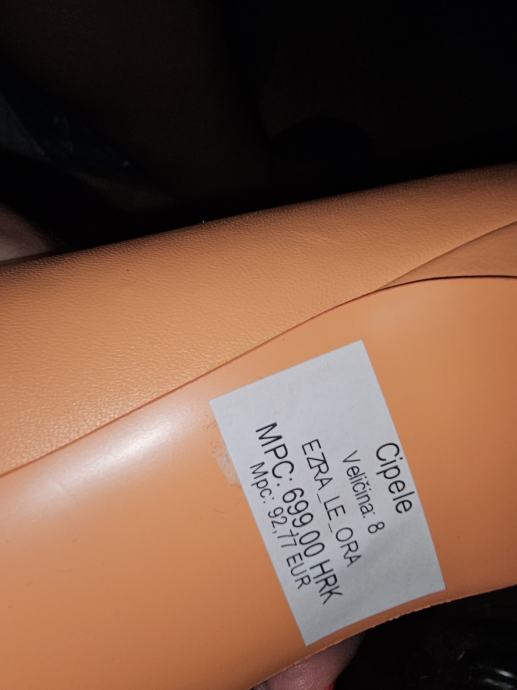 Cipele
Veličina: 8
EZRA_LE_ORA
MPC: 699,00 HRK
Mpc: 92,77 EUR